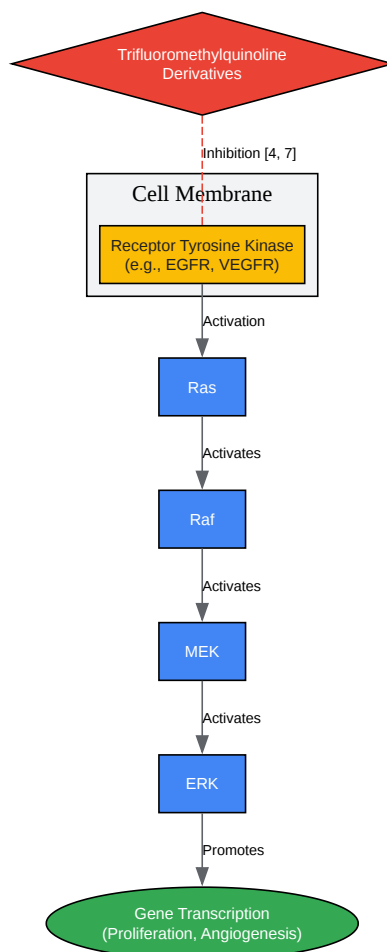 Trifluoromethylquinoline
Derivatives
Inhibition [4, 7]
Cell Membrane
Receptor Tyrosine Kinase
(e.g., EGFR, VEGFR)
Activation
Ras
Activates
Raf
Activates
MEK
Activates
ERK
Promotes
Gene Transcription
(Proliferation, Angiogenesis)